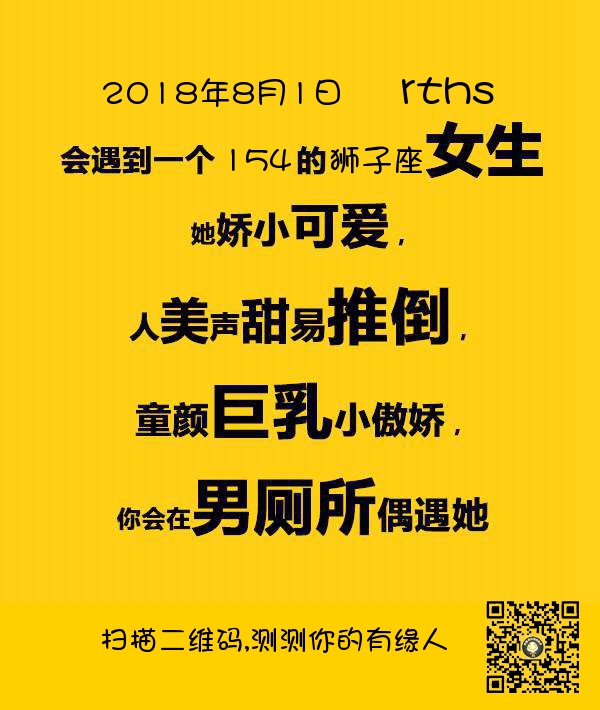 2018年8月1日 rths
会遇到一个154的狮子座女生
她娇小可爱，
人美声甜易推倒，
童颜巨乳小傲娇，
你会在男厕所偶遇她
扫描二维码,测测你的有缘人